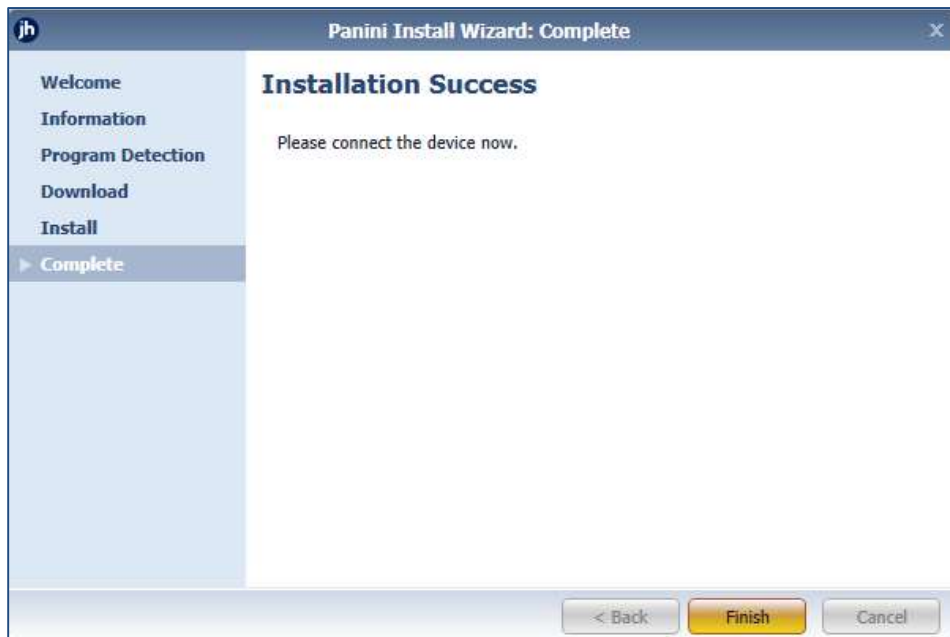 jh
Panini Install Wizard: Complete
x
Welcome
Information
Program Detection
Download
Install
Complete
Installation Success
Please connect the device now.
< Back
Finish
Cancel